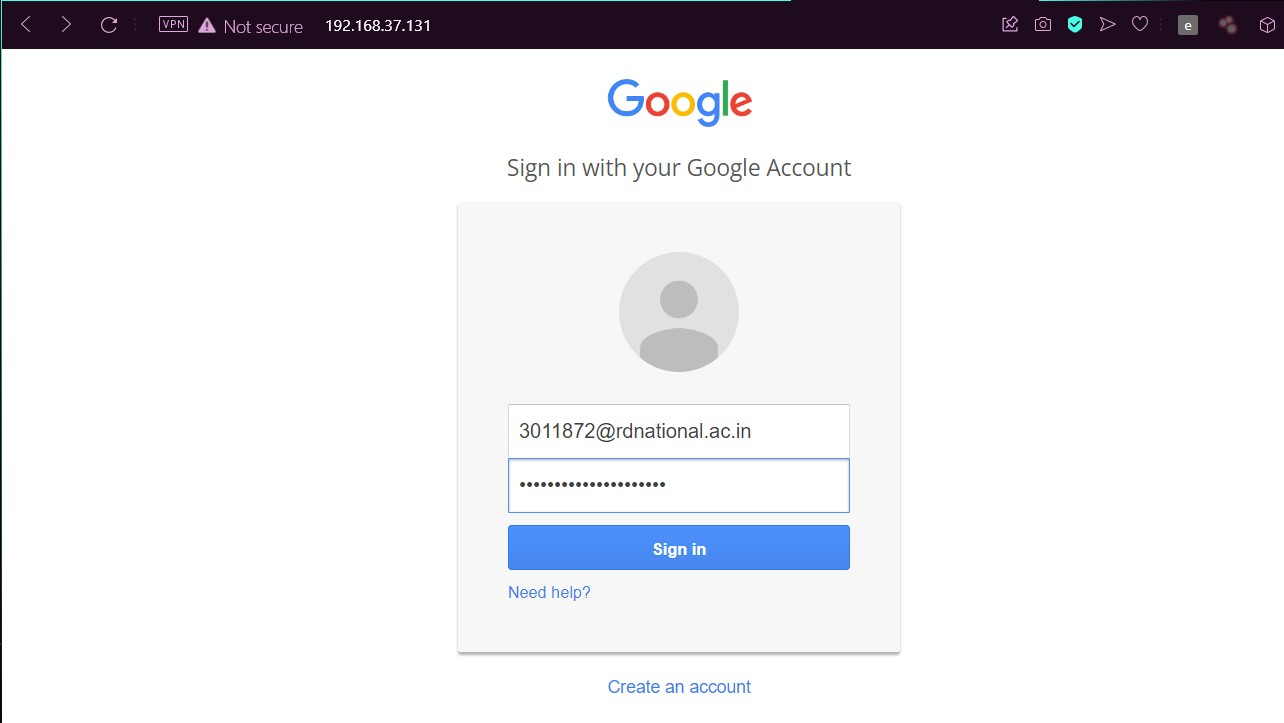 VPN Not secure 192.168.37.131 e
Google
Sign in with your Google Account
3011872@rdnational.ac.in
•••••••••••••••••••••
Sign in
Need help?
Create an account